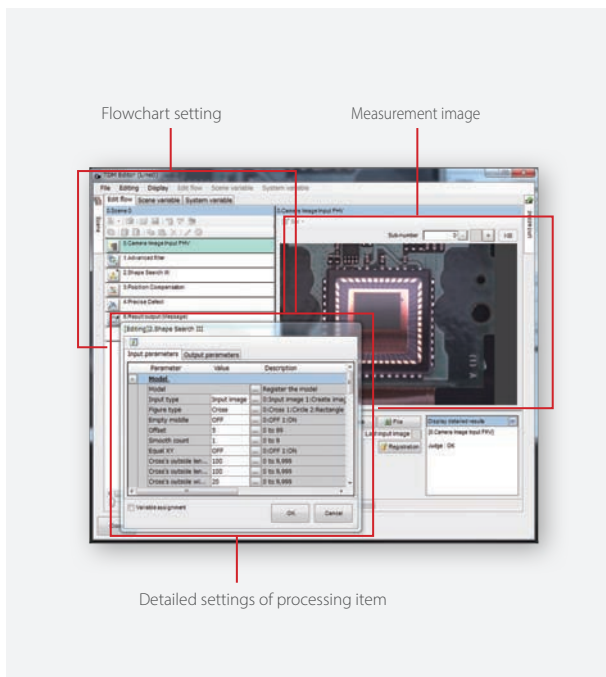 Flowchart setting
Measurement image
TDM Editor
File Editing Display Edit flow Scene variable System variable
Edit flow Scene variable System variable
0.Camera Image Input FHV
Sub-number 0
0.Camera Image Input FHV
1.Advanced filter
2.Shape Search III
3.Position Compensation
4.Precise Defect
5.Result output (Message)
[Editing]2.Shape Search III
Input parameters Output parameters
Parameter Value Description
Model
Model ... Register the model
Input type Input image ... 0:Input image 1:Create imag
Figure type Cross ... 0:Cross 1:Circle 2:Rectangle
Empty middle OFF ... 0:OFF 1:ON
Offset 5 ... 0 to 99
Smooth count 1 ... 0 to 9
Equal XY OFF ... 0:OFF 1:ON
Cross's outside len... 100 ... 0 to 9,999
Cross's outside len... 100 ... 0 to 9,999
Cross's outside wi... 20 ... 0 to 9,999
Variable assignment
OK Cancel
File
Last input image
Registration
Display detailed results
[0.Camera Image Input FHV]
Judge : OK
Detailed settings of processing item